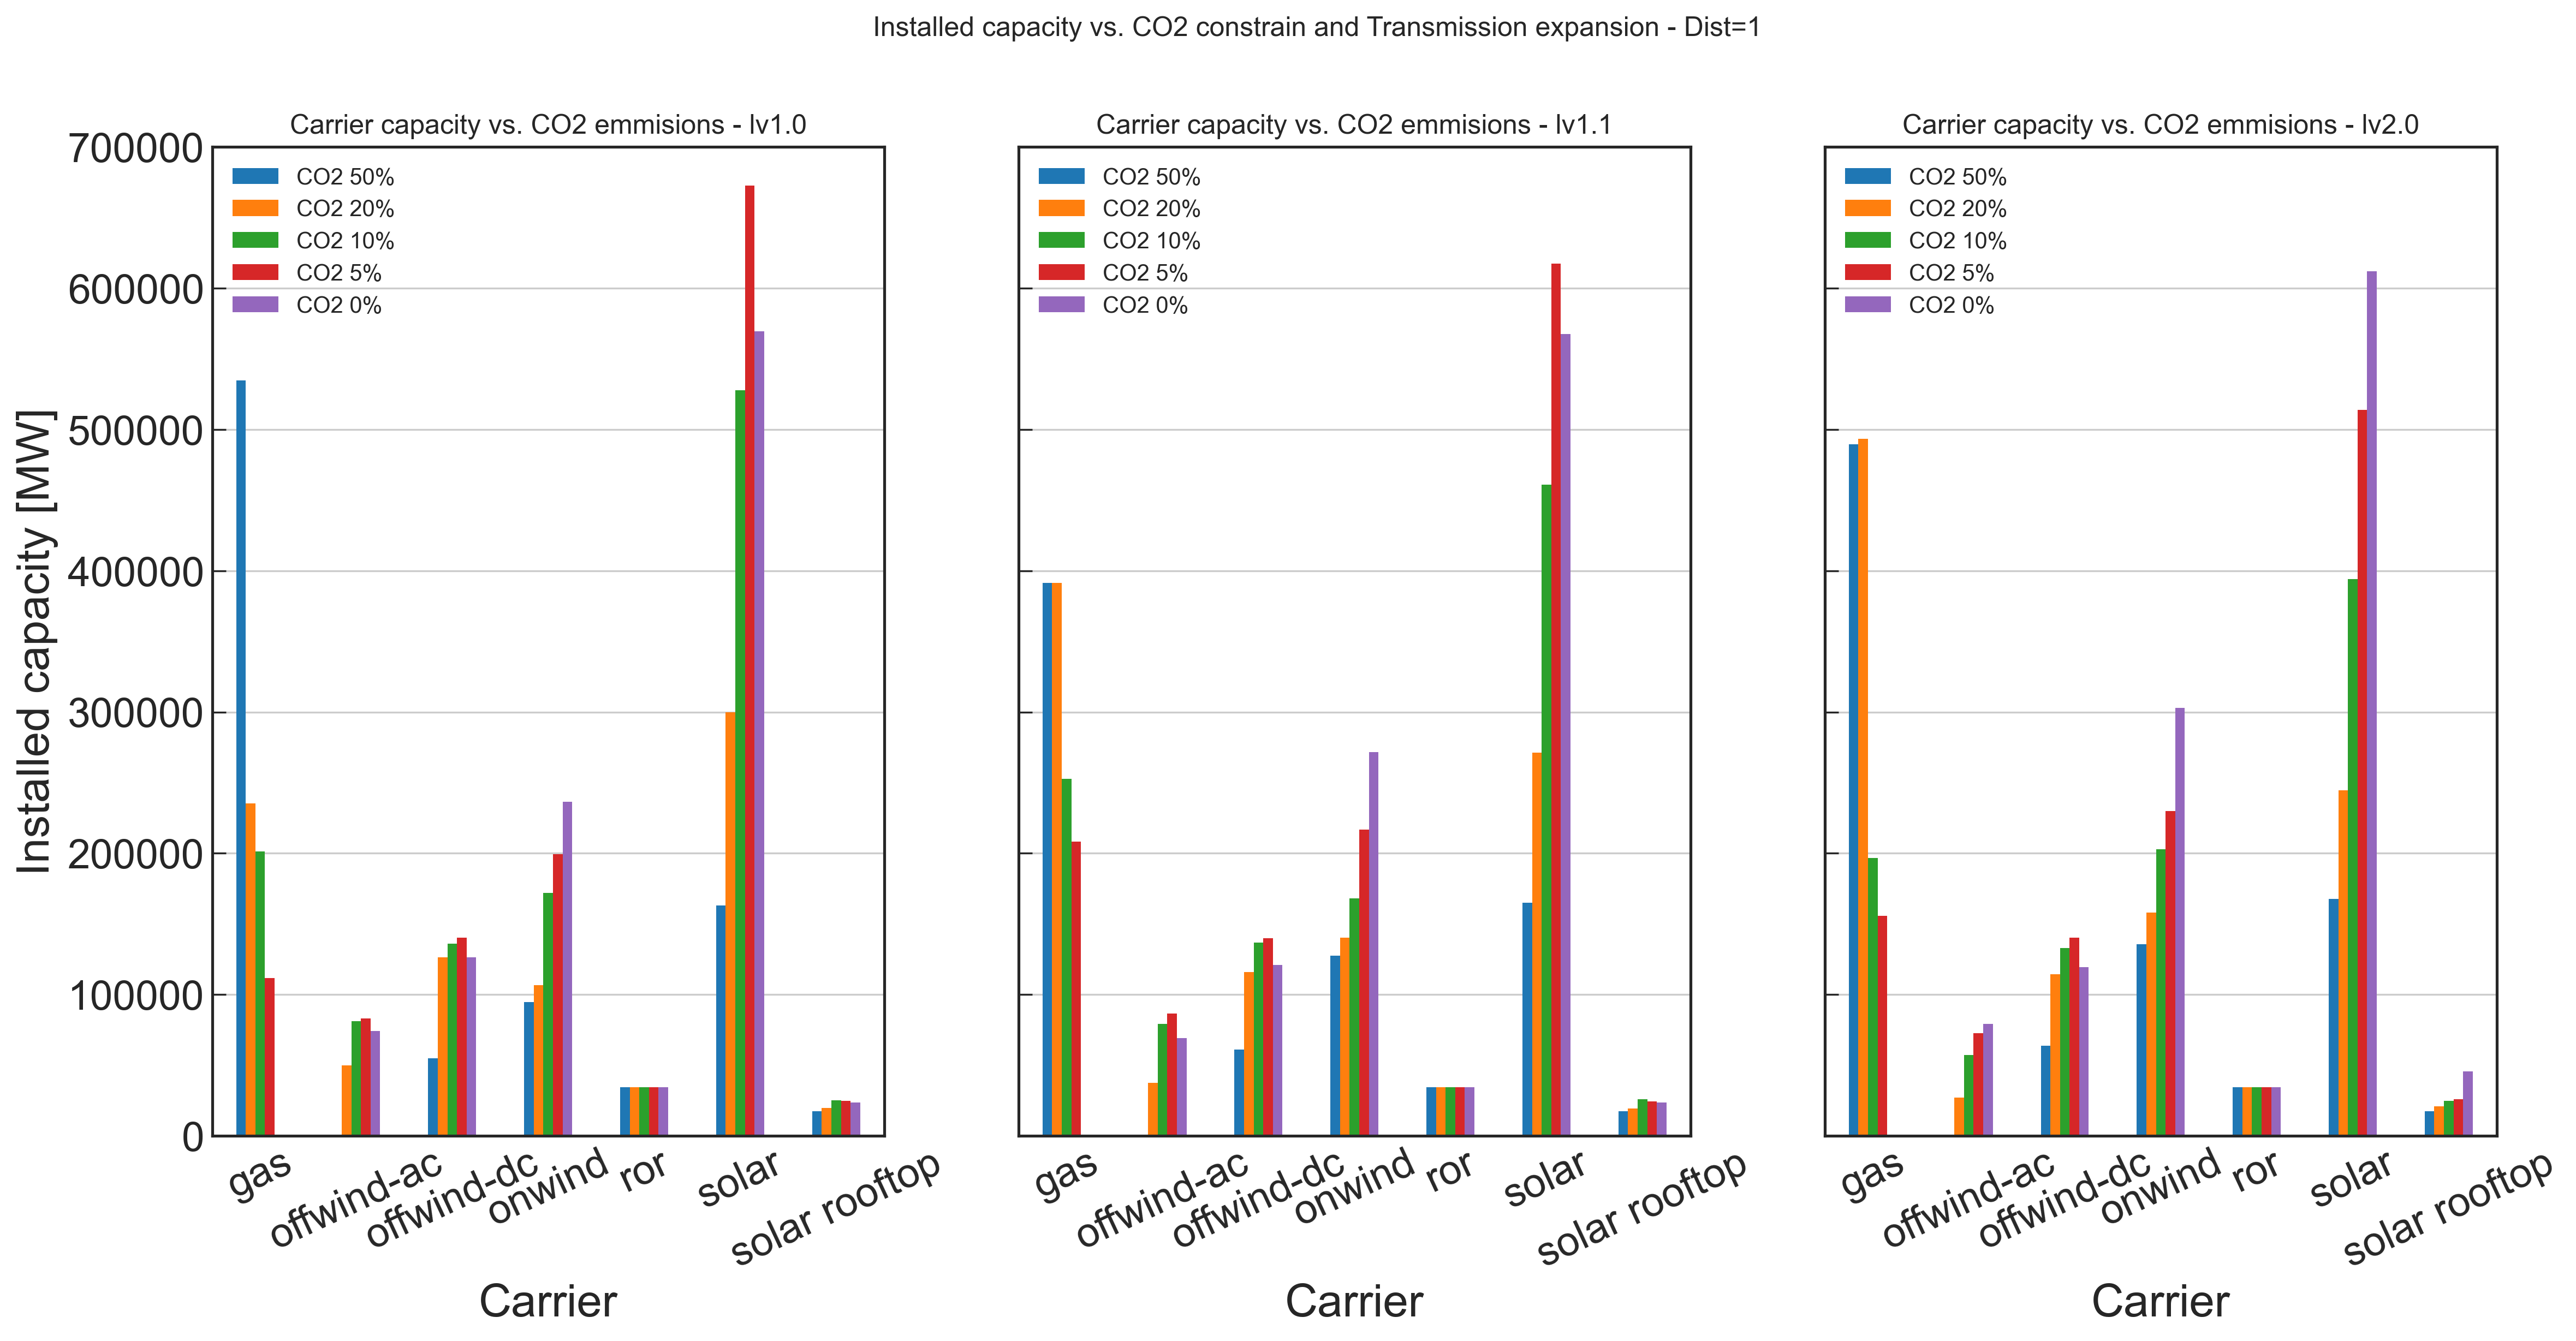 Installed capacity vs. CO2 constrain and Transmission expansion - Dist=1
Carrier capacity vs. CO2 emmisions - lv1.0
700000
600000
500000
400000
300000
200000
100000
0
Installed capacity [MW]
CO2 50%
CO2 20%
CO2 10%
CO2 5%
CO2 0%
gas
offwind-ac
offwind-dc
onwind
ror
solar
solar rooftop
Carrier
Carrier capacity vs. CO2 emmisions - lv1.1
CO2 50%
CO2 20%
CO2 10%
CO2 5%
CO2 0%
gas
offwind-ac
offwind-dc
onwind
ror
solar
solar rooftop
Carrier
Carrier capacity vs. CO2 emmisions - lv2.0
CO2 50%
CO2 20%
CO2 10%
CO2 5%
CO2 0%
gas
offwind-ac
offwind-dc
onwind
ror
solar
solar rooftop
Carrier